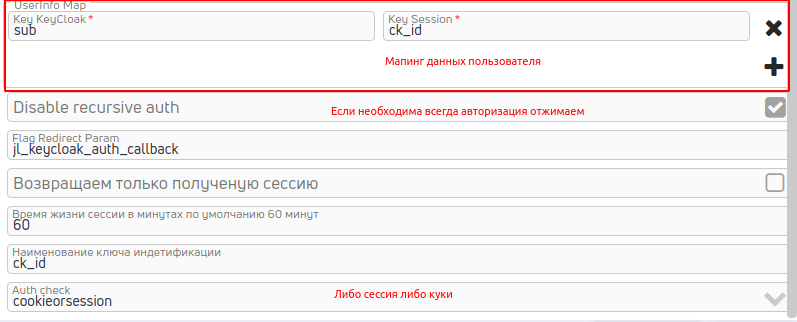 UserInfo Map
Key KeyCloak *
Key Session *
sub
ck_id
Мапинг данных пользователя
Disable recursive auth
Если необходима всегда авторизация отжимаем
Flag Redirect Param
jl_keycloak_auth_callback
Возвращаем только полученую сессию
Время жизни сессии в минутах по умолчанию 60 минут
60
Наименование ключа индетификации
ck_id
Auth check
cookieorsession
Либо сессия либо куки